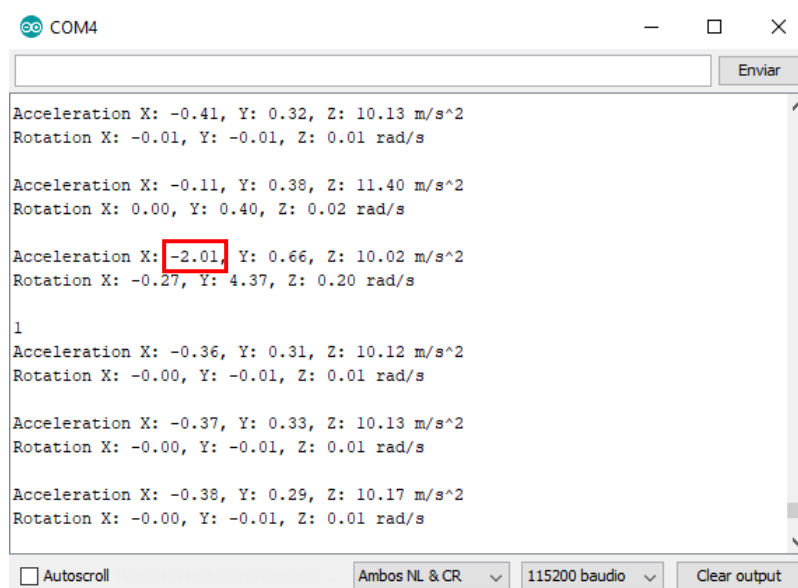 COM4
Enviar
Acceleration X: -0.41, Y: 0.32, Z: 10.13 m/s^2
Rotation X: -0.01, Y: -0.01, Z: 0.01 rad/s
Acceleration X: -0.11, Y: 0.38, Z: 11.40 m/s^2
Rotation X: 0.00, Y: 0.40, Z: 0.02 rad/s
Acceleration X: -2.01, Y: 0.66, Z: 10.02 m/s^2
Rotation X: -0.27, Y: 4.37, Z: 0.20 rad/s
1
Acceleration X: -0.36, Y: 0.31, Z: 10.12 m/s^2
Rotation X: -0.00, Y: -0.01, Z: 0.01 rad/s
Acceleration X: -0.37, Y: 0.33, Z: 10.13 m/s^2
Rotation X: -0.00, Y: -0.01, Z: 0.01 rad/s
Acceleration X: -0.38, Y: 0.29, Z: 10.17 m/s^2
Rotation X: -0.00, Y: -0.01, Z: 0.01 rad/s
Autoscroll Ambos NL & CR 115200 baudio Clear output